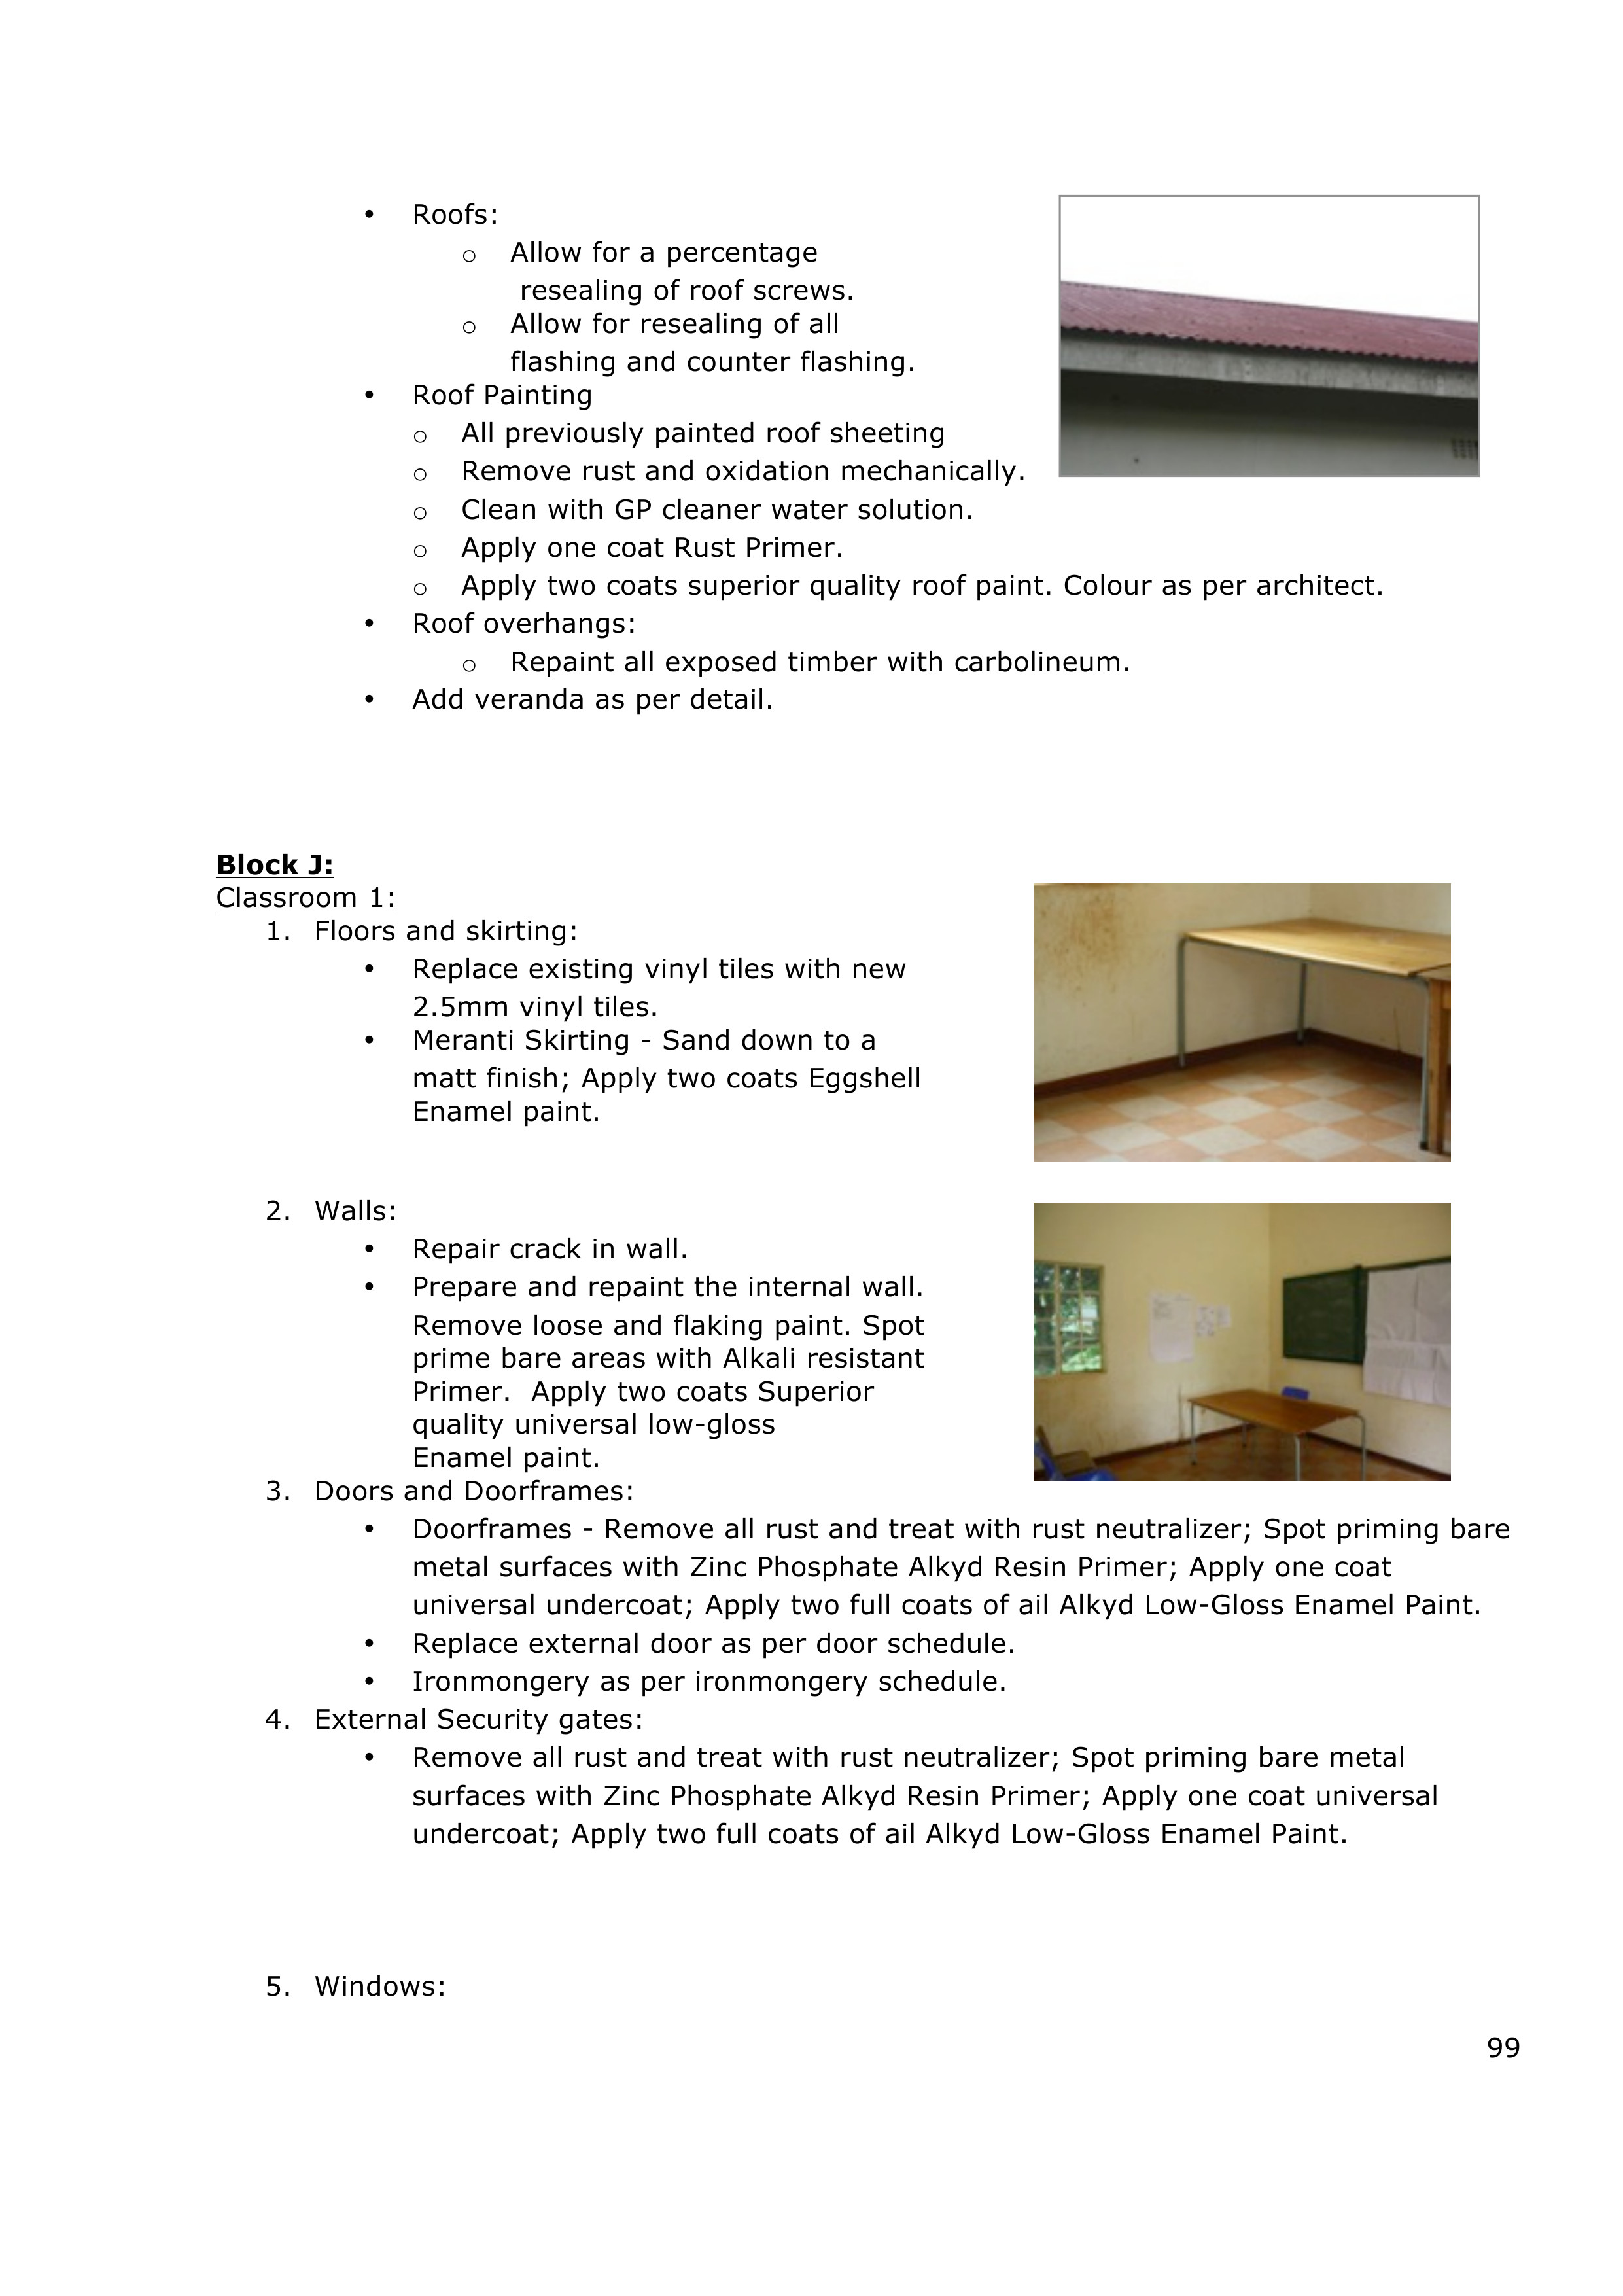 • Roofs:
o Allow for a percentage
resealing of roof screws.
o Allow for resealing of all
flashing and counter flashing.
• Roof Painting
o All previously painted roof sheeting
o Remove rust and oxidation mechanically.
o Clean with GP cleaner water solution.
o Apply one coat Rust Primer.
o Apply two coats superior quality roof paint. Colour as per architect.
• Roof overhangs:
o Repaint all exposed timber with carbolineum.
• Add veranda as per detail.
Block J:
Classroom 1:
1. Floors and skirting:
• Replace existing vinyl tiles with new
2.5mm vinyl tiles.
• Meranti Skirting - Sand down to a
matt finish; Apply two coats Eggshell
Enamel paint.
2. Walls:
• Repair crack in wall.
• Prepare and repaint the internal wall.
Remove loose and flaking paint. Spot
prime bare areas with Alkali resistant
Primer.  Apply two coats Superior
quality universal low-gloss
Enamel paint.
3. Doors and Doorframes:
• Doorframes - Remove all rust and treat with rust neutralizer; Spot priming bare
metal surfaces with Zinc Phosphate Alkyd Resin Primer; Apply one coat
universal undercoat; Apply two full coats of ail Alkyd Low-Gloss Enamel Paint.
• Replace external door as per door schedule.
• Ironmongery as per ironmongery schedule.
4. External Security gates:
• Remove all rust and treat with rust neutralizer; Spot priming bare metal
surfaces with Zinc Phosphate Alkyd Resin Primer; Apply one coat universal
undercoat; Apply two full coats of ail Alkyd Low-Gloss Enamel Paint.
5. Windows:
99